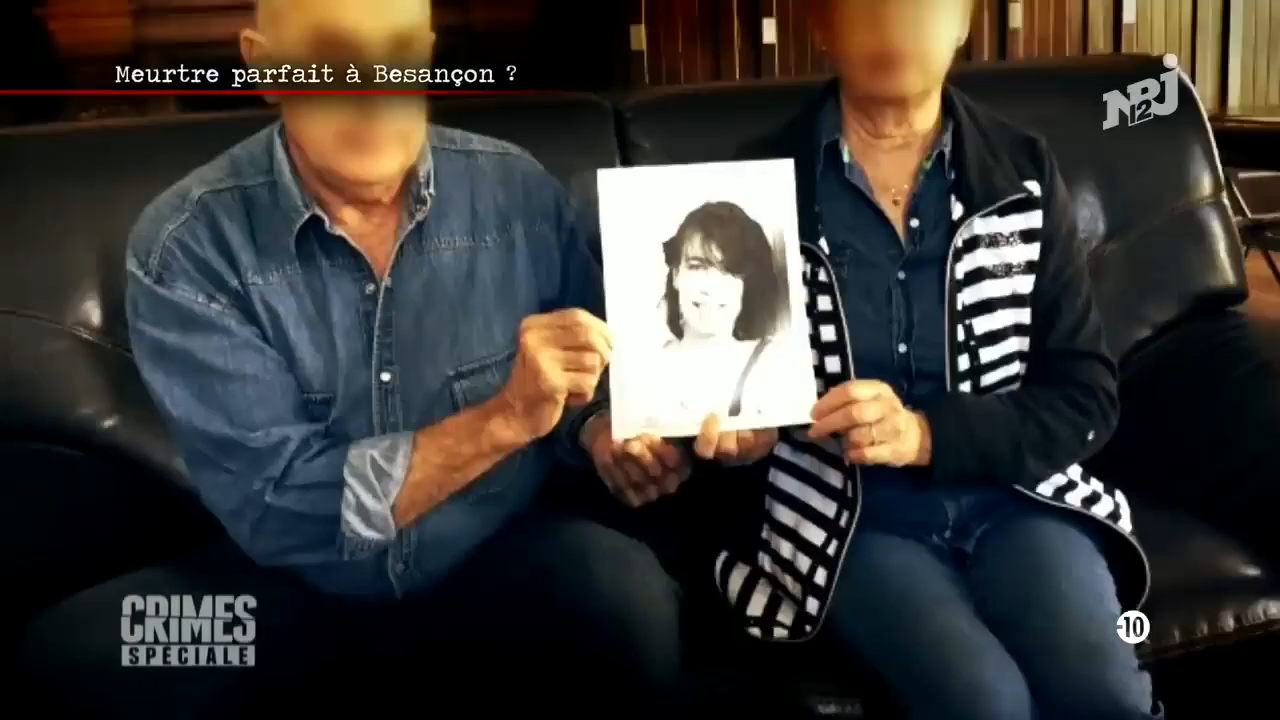 Meurtre parfait à Besançon ?
NRJ
12
CRIMES
SPECIALE
-10